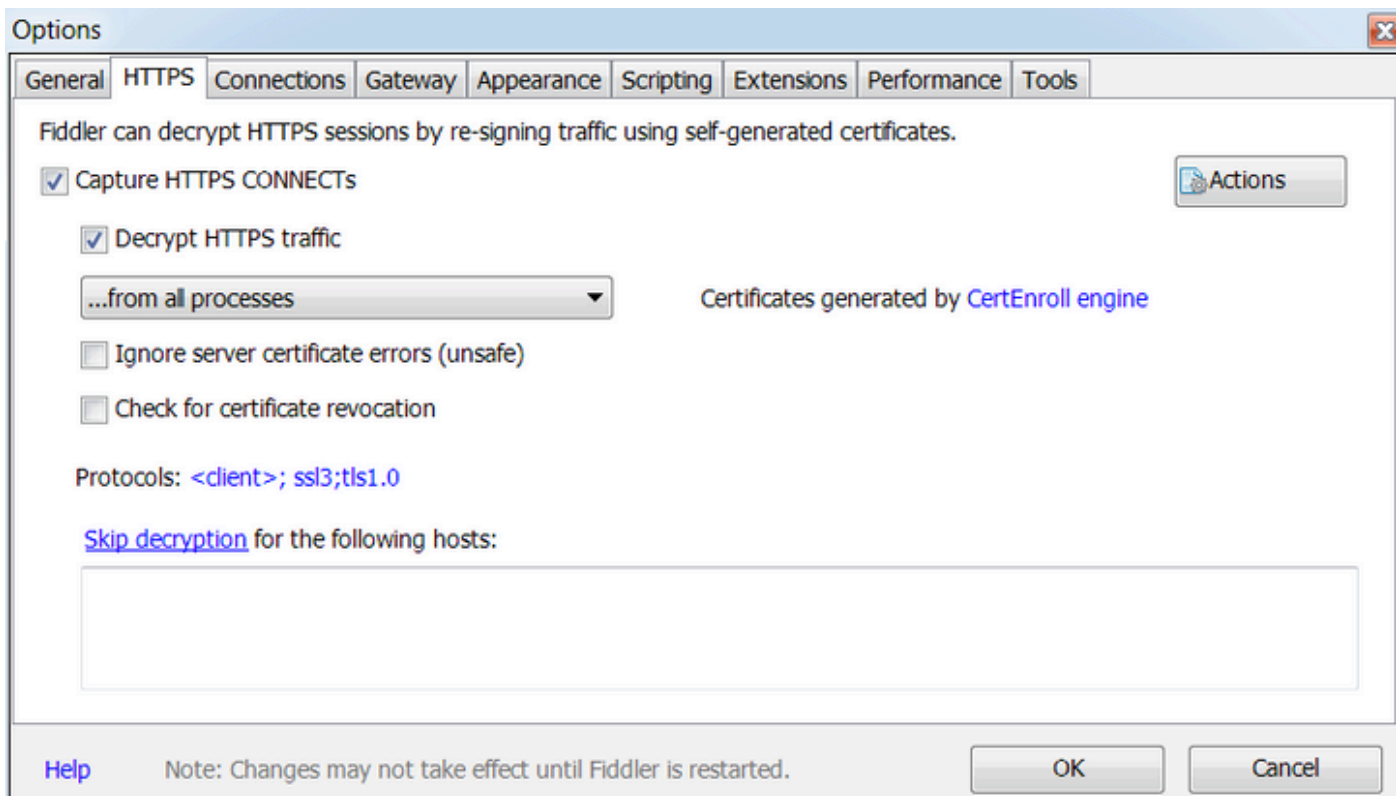 Options
General HTTPS Connections Gateway Appearance Scripting Extensions Performance Tools
Fiddler can decrypt HTTPS sessions by re-signing traffic using self-generated certificates.
Capture HTTPS CONNECTs
Actions
Decrypt HTTPS traffic
...from all processes
Certificates generated by CertEnroll engine
Ignore server certificate errors (unsafe)
Check for certificate revocation
Protocols: <client>; ssl3;tls1.0
Skip decryption for the following hosts:
Help Note: Changes may not take effect until Fiddler is restarted. OK Cancel